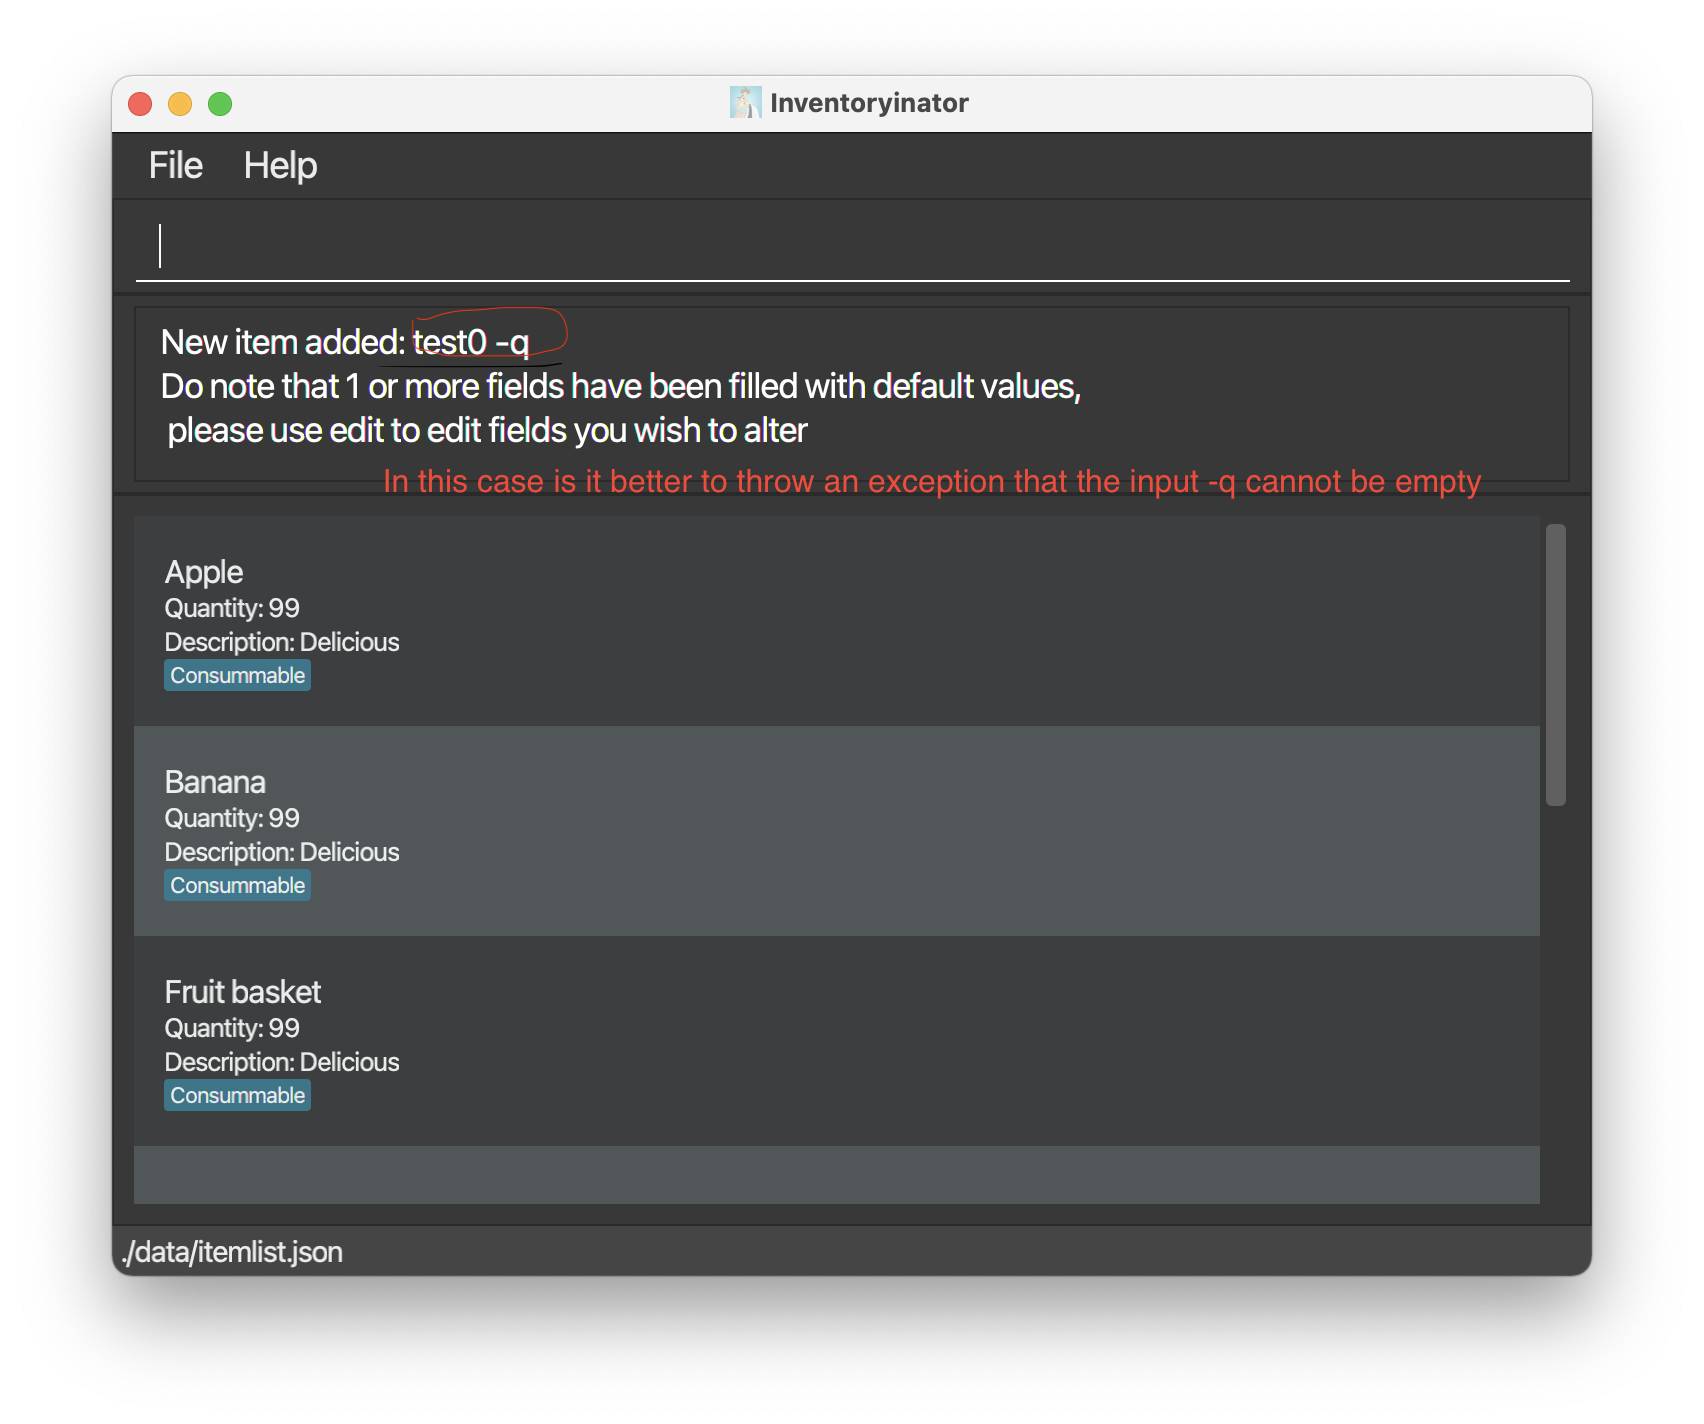 Inventoryinator
File Help
New item added: test0 -q
Do note that 1 or more fields have been filled with default values,
please use edit to edit fields you wish to alter
In this case is it better to throw an exception that the input -q cannot be empty
Apple
Quantity: 99
Description: Delicious
Consummable
Banana
Quantity: 99
Description: Delicious
Consummable
Fruit basket
Quantity: 99
Description: Delicious
Consummable
./data/itemlist.json